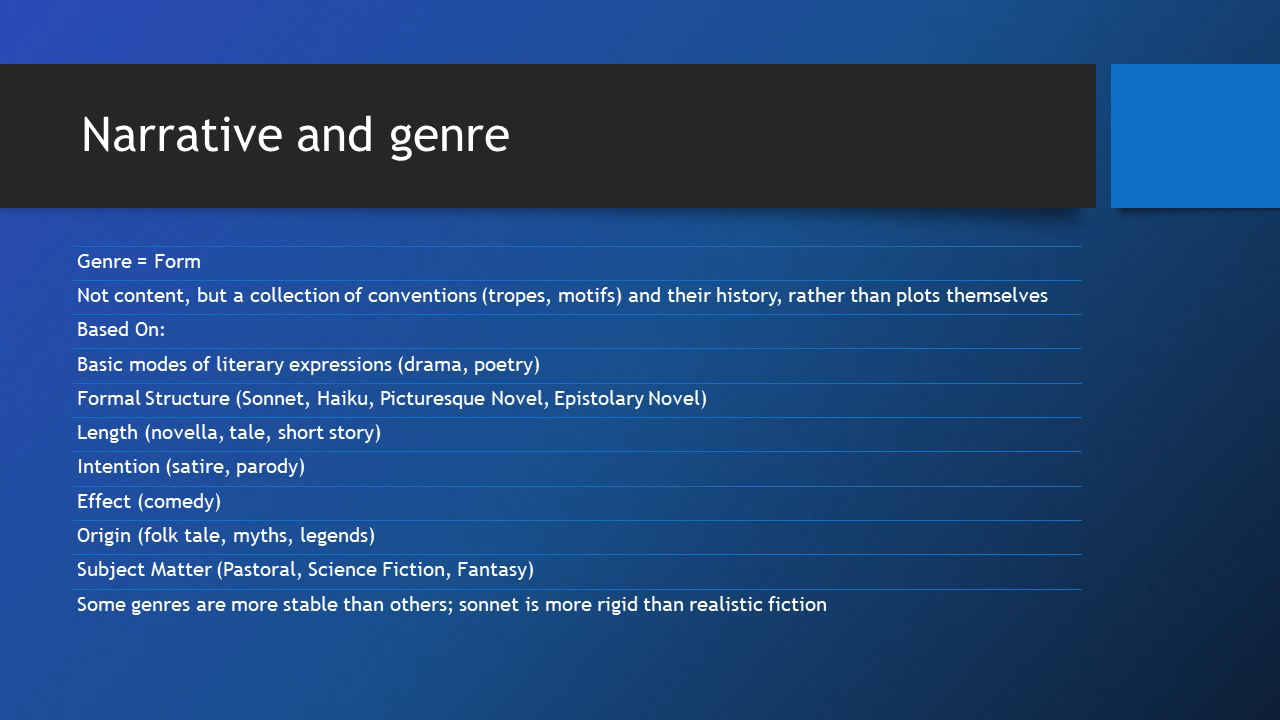 Narrative and genre
Genre = Form
Not content, but a collection of conventions (tropes, motifs) and their history, rather than plots themselves
Based On:
Basic modes of literary expressions (drama, poetry)
Formal Structure (Sonnet, Haiku, Picturesque Novel, Epistolary Novel)
Length (novella, tale, short story)
Intention (satire, parody)
Effect (comedy)
Origin (folk tale, myths, legends)
Subject Matter (Pastoral, Science Fiction, Fantasy)
Some genres are more stable than others; sonnet is more rigid than realistic fiction